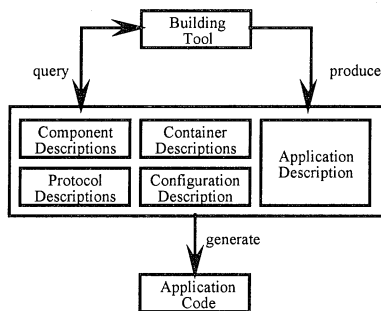 Building
Tool
query
produce
Component
Descriptions
Container
Descriptions
Application
Description
Protocol
Descriptions
Configuration
Description
generate
Application
Code